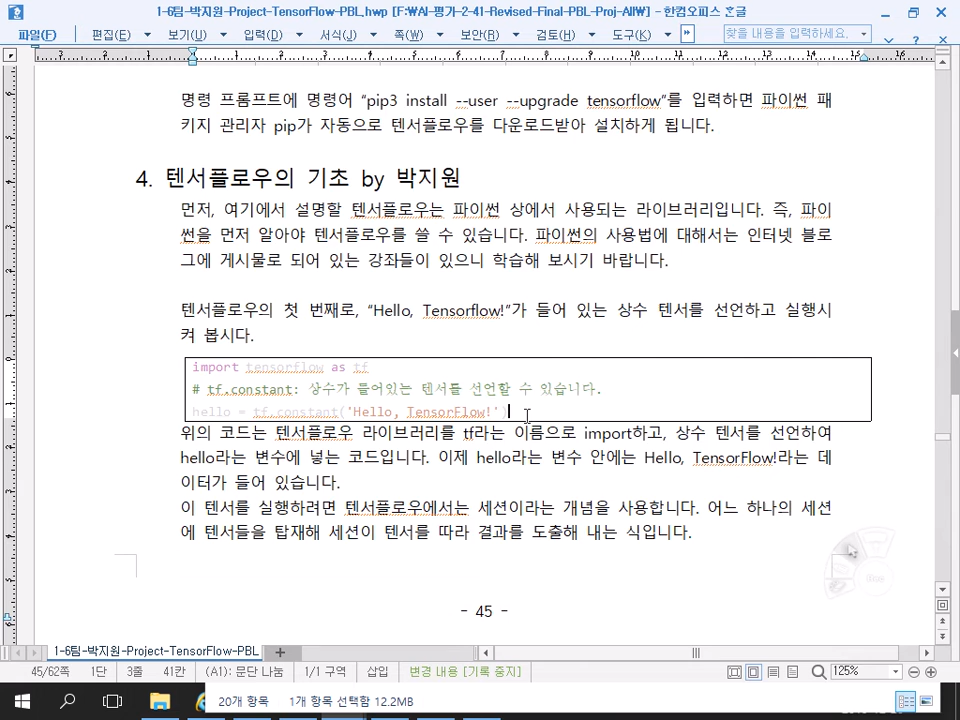 1-6팀-박지원-Project-TensorFlow-PBL.hwp [F:\AI-평가-2-41-Revised-Final-PBL-Proj-All\] - 한컴오피스 한글
파일(F) 편집(E) 보기(U) 입력(D) 서식(J) 쪽(W) 보안(R) 검토(H) 도구(K) 찾을 내용을 입력하세요.
3 2 1 1 2 3 4 5 6 7 8 9 10 11 12 13 14 15 16
명령 프롬프트에 명령어 “pip3 install --user --upgrade tensorflow”를 입력하면 파이썬 패
키지 관리자 pip가 자동으로 텐서플로우를 다운로드받아 설치하게 됩니다.
4. 텐서플로우의 기초 by 박지원
먼저, 여기에서 설명할 텐서플로우는 파이썬 상에서 사용되는 라이브러리입니다. 즉, 파이
썬을 먼저 알아야 텐서플로우를 쓸 수 있습니다. 파이썬의 사용법에 대해서는 인터넷 블로
그에 게시물로 되어 있는 강좌들이 있으니 학습해 보시기 바랍니다.
텐서플로우의 첫 번째로, “Hello, Tensorflow!”가 들어 있는 상수 텐서를 선언하고 실행시
켜 봅시다.
import tensorflow as tf
# tf.constant: 상수가 들어있는 텐서를 선언할 수 있습니다.
hello = tf.constant('Hello, TensorFlow!')
위의 코드는 텐서플로우 라이브러리를 tf라는 이름으로 import하고, 상수 텐서를 선언하여
hello라는 변수에 넣는 코드입니다. 이제 hello라는 변수 안에는 Hello, TensorFlow!라는 데
이터가 들어 있습니다.
이 텐서를 실행하려면 텐서플로우에서는 세션이라는 개념을 사용합니다. 어느 하나의 세션
에 텐서들을 탑재해 세션이 텐서를 따라 결과를 도출해 내는 식입니다.
- 45 -
1-6팀-박지원-Project-TensorFlow-PBL
45/62쪽 1단 3줄 41칸 (A1): 문단 나눔 1/1 구역 삽입 변경 내용 [기록 중지] 125%
20개 항목 1개 항목 선택함 12.2MB